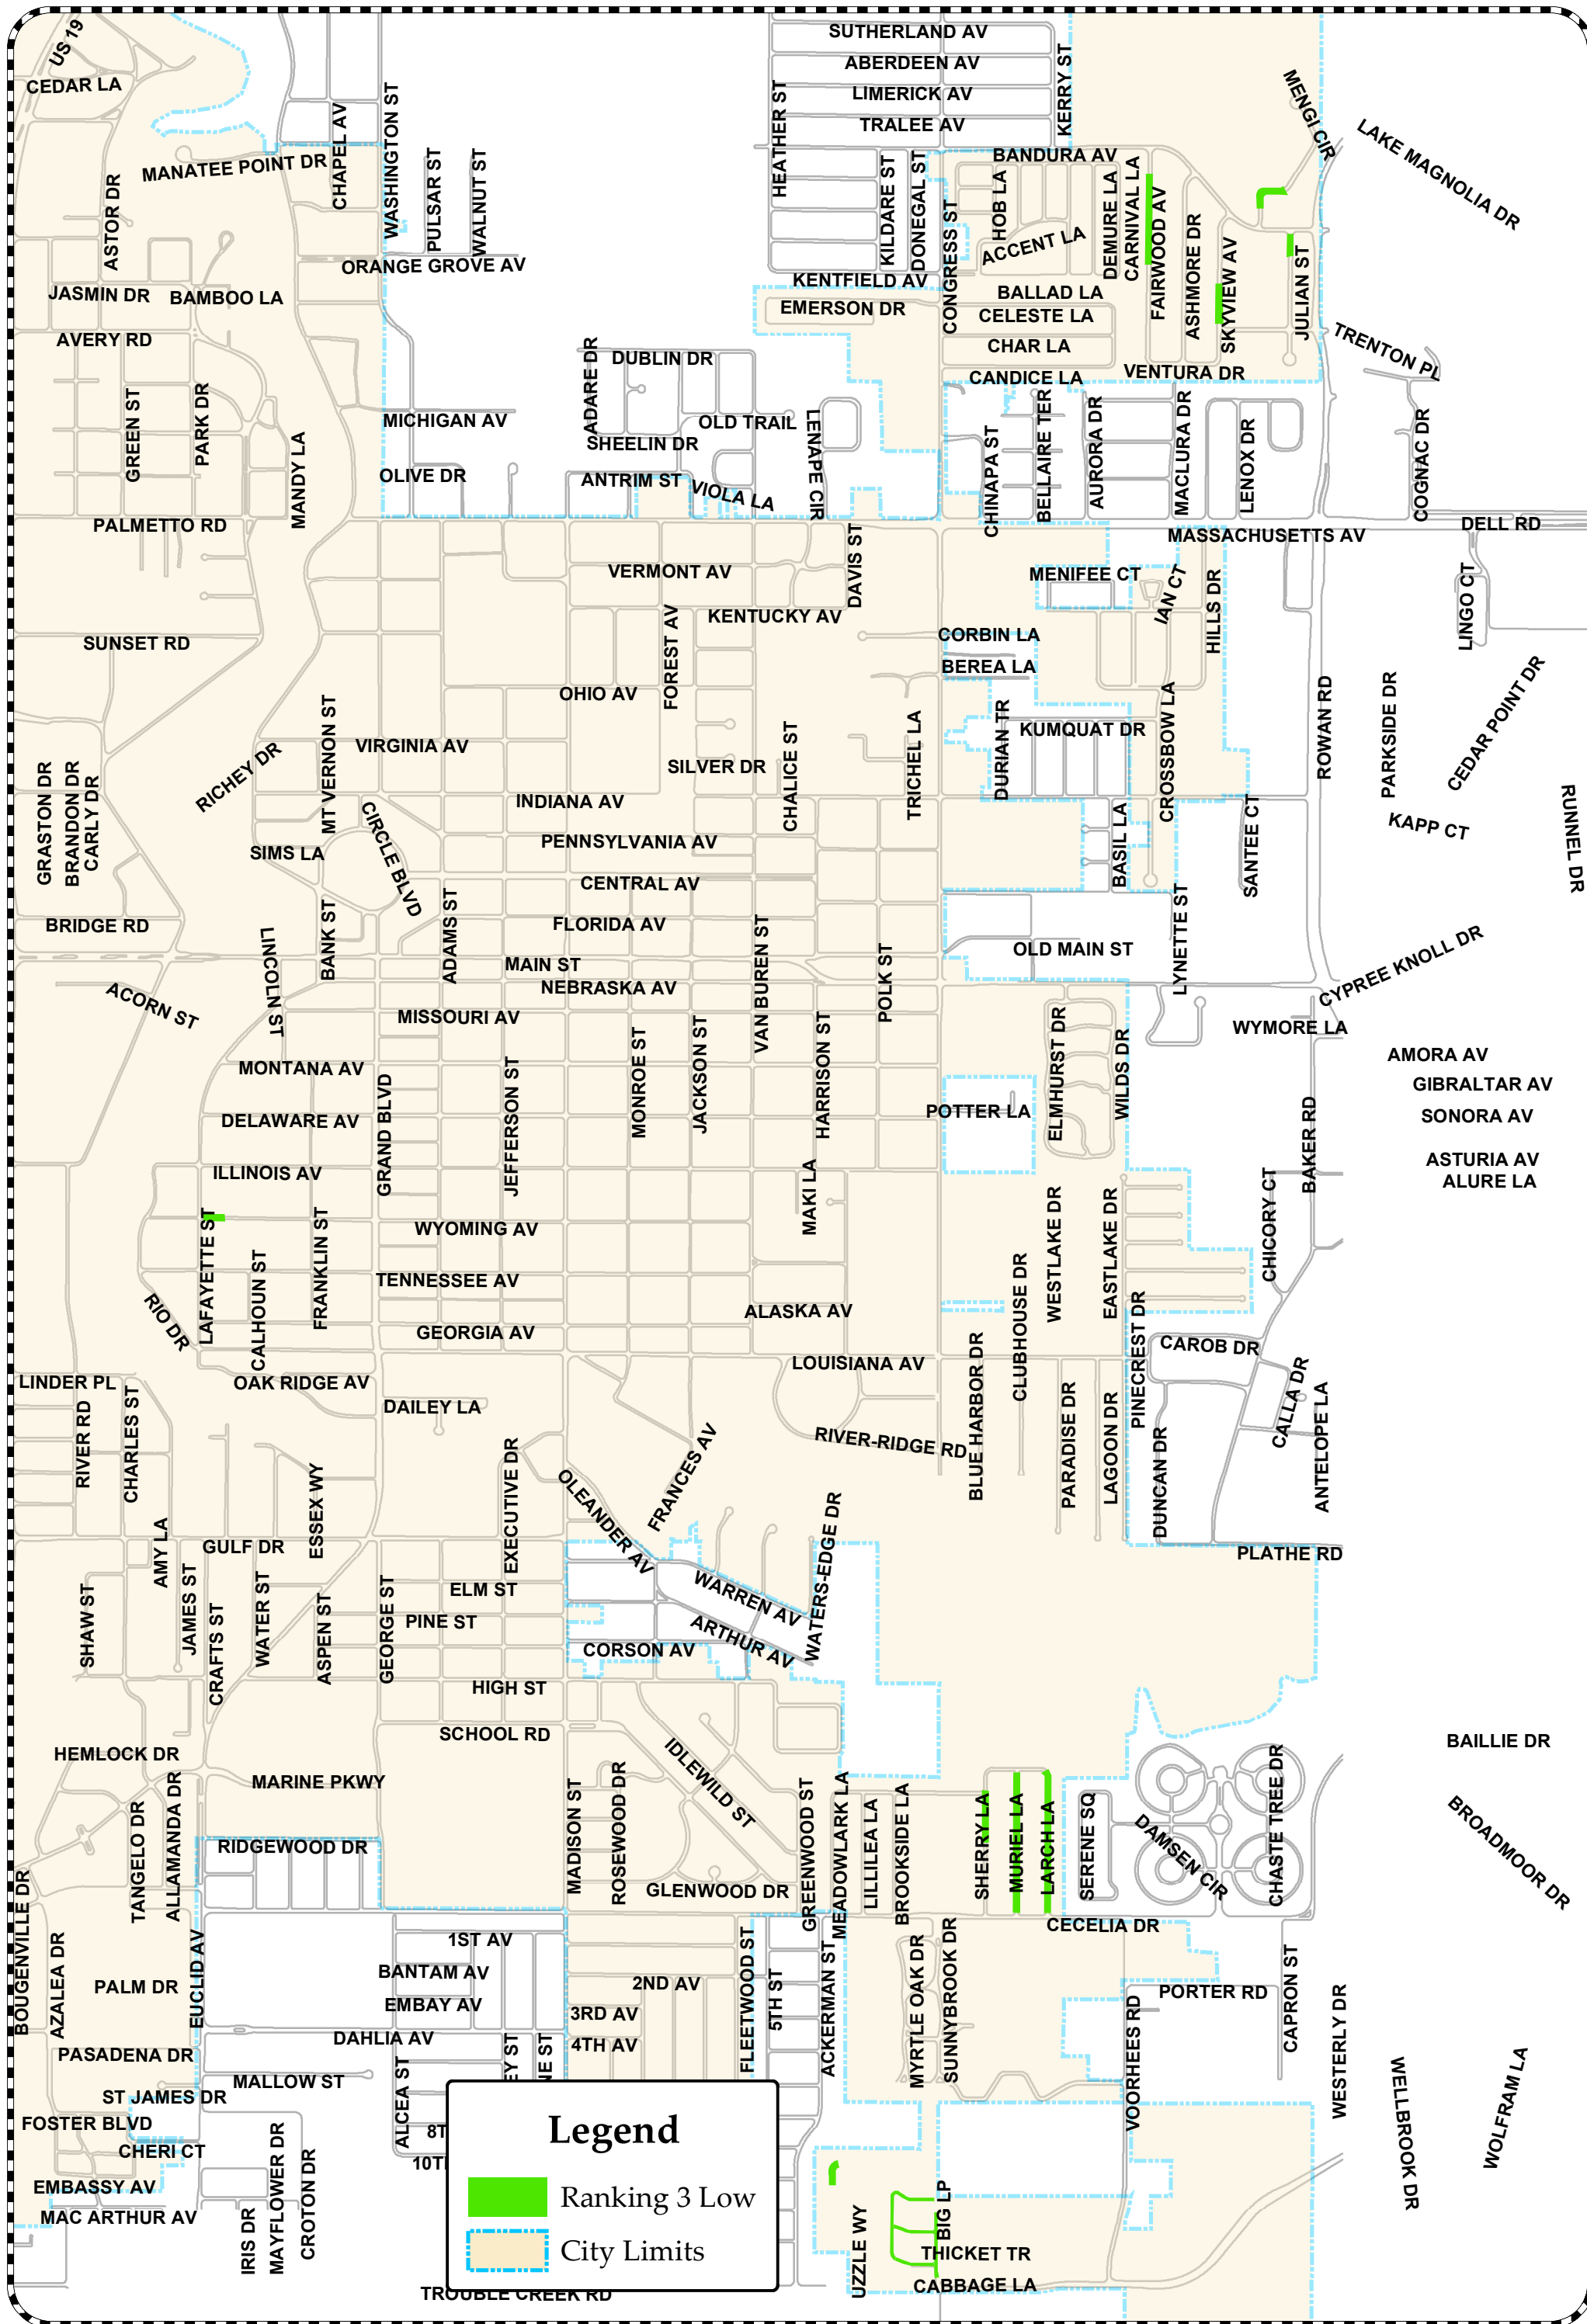 US 19
CEDAR LA
SUTHERLAND AV
ABERDEEN AV
LIMERICK AV
TRALEE AV
KERRY ST
HEATHER ST
MENGI CIR
LAKE MAGNOLIA DR
MANATEE POINT DR
CHAPEL AV
WASHINGTON ST
PULSAR ST
WALNUT ST
ASTOR DR
KILDARE ST
DONEGAL ST
BANDURA AV
HOB LA
ACCENT LA
DEMURE LA
CARNIVAL LA
FAIRWOOD AV
ASHMORE DR
SKYVIEW AV
JULIAN ST
CONGRESS ST
ORANGE GROVE AV
KENTFIELD AV
JASMIN DR
BAMBOO LA
EMERSON DR
BALLAD LA
CELESTE LA
CHAR LA
AVERY RD
TRENTON PL
ADARE DR
DUBLIN DR
CANDICE LA
VENTURA DR
GREEN ST
PARK DR
MANDY LA
MICHIGAN AV
OLD TRAIL
SHEELIN DR
LENAPE CIR
CHINAPA ST
BELLAIRE TER
AURORA DR
MACLURA DR
LENOX DR
COGNAC DR
OLIVE DR
ANTRIM ST
VIOLA LA
PALMETTO RD
DELL RD
MASSACHUSETTS AV
VERMONT AV
DAVIS ST
MENIFEE CT
IAN CT
HILLS DR
LINGO CT
KENTUCKY AV
FOREST AV
SUNSET RD
CORBIN LA
BEREA LA
OHIO AV
ROWAN RD
PARKSIDE DR
CEDAR POINT DR
KUMQUAT DR
DURIAN TR
CROSSBOW LA
MT VERNON ST
VIRGINIA AV
RICHEY DR
SILVER DR
CHALICE ST
TRICHEL LA
GRASTON DR
BRANDON DR
CARLY DR
INDIANA AV
CIRCLE BLVD
PENNSYLVANIA AV
SIMS LA
BASIL LA
SANTEE CT
KAPP CT
RUNNEL DR
CENTRAL AV
BRIDGE RD
ADAMS ST
FLORIDA AV
LINCOLN ST
BANK ST
MAIN ST
VAN BUREN ST
POLK ST
OLD MAIN ST
LYNETTE ST
CYPREE KNOLL DR
NEBRASKA AV
ACORN ST
MISSOURI AV
WYMORE LA
MONTANA AV
GRAND BLVD
JEFFERSON ST
MONROE ST
JACKSON ST
HARRISON ST
ELMHURST DR
WILDS DR
AMORA AV
GIBRALTAR AV
DELAWARE AV
POTTER LA
SONORA AV
BAKER RD
ASTURIA AV
ALURE LA
ILLINOIS AV
MAKI LA
LAFAYETTE ST
WYOMING AV
FRANKLIN ST
CALHOUN ST
WESTLAKE DR
EASTLAKE DR
CHICORY CT
TENNESSEE AV
ALASKA AV
CLUBHOUSE DR
RIO DR
GEORGIA AV
PINECREST DR
CAROB DR
LOUISIANA AV
BLUE HARBOR DR
LINDER PL
OAK RIDGE AV
DAILEY LA
RIVER RD
CHARLES ST
PARADISE DR
LAGOON DR
DUNCAN DR
CALLA DR
ANTELOPE LA
RIVER-RIDGE RD
EXECUTIVE DR
OLEANDER AV
FRANCES AV
WATERS-EDGE DR
ESSEX WY
AMY LA
GULF DR
PLATHE RD
SHAW ST
JAMES ST
CRAFTS ST
WATER ST
ASPEN ST
GEORGE ST
ELM ST
PINE ST
WARREN AV
ARTHUR AV
CORSON AV
HIGH ST
SCHOOL RD
HEMLOCK DR
MARINE PKWY
IDLEWILD ST
BAILLIE DR
TANGELO DR
ALLAMANDA DR
MADISON ST
ROSEWOOD DR
GREENWOOD ST
MEADOWLARK LA
LILLILEA LA
BROOKSIDE LA
SHERRY LA
MURIEL LA
LARCH LA
SERENE SQ
DAMSEN CIR
CHASTE TREE DR
BROADMOOR DR
RIDGEWOOD DR
GLENWOOD DR
BOUGENVILLE DR
AZALEA DR
PALM DR
EUCLID AV
1ST AV
BANTAM AV
EMBAY AV
2ND AV
3RD AV
4TH AV
FLEETWOOD ST
5TH ST
ACKERMAN ST
MYRTLE OAK DR
SUNNYBROOK DR
CECELIA DR
VOORHEES RD
PORTER RD
CAPRON ST
WESTERLY DR
WELLBROOK DR
WOLFRAM LA
DAHLIA AV
PASADENA DR
MALLOW ST
ST JAMES DR
ALCEA ST
EY ST
NE ST
FOSTER BLVD
CHERI CT
8T
10T
EMBASSY AV
MAC ARTHUR AV
IRIS DR
MAYFLOWER DR
CROTON DR
Legend
Ranking 3 Low
City Limits
TROUBLE CREEK RD
UZZLE WY
BIG LP
THICKET TR
CABBAGE LA